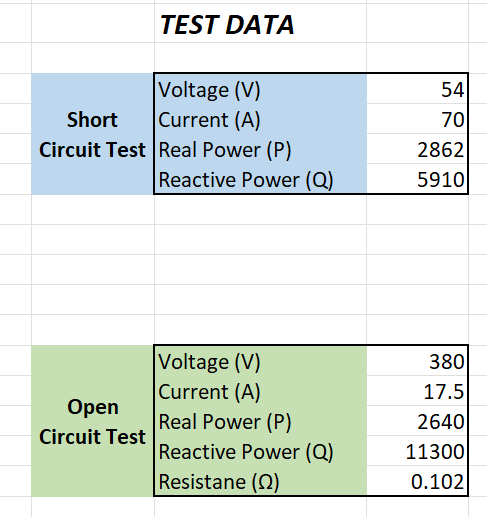 TEST DATA
Short
Circuit Test
Voltage (V) 54
Current (A) 70
Real Power (P) 2862
Reactive Power (Q) 5910
Open
Circuit Test
Voltage (V) 380
Current (A) 17.5
Real Power (P) 2640
Reactive Power (Q) 11300
Resistane (Ω) 0.102